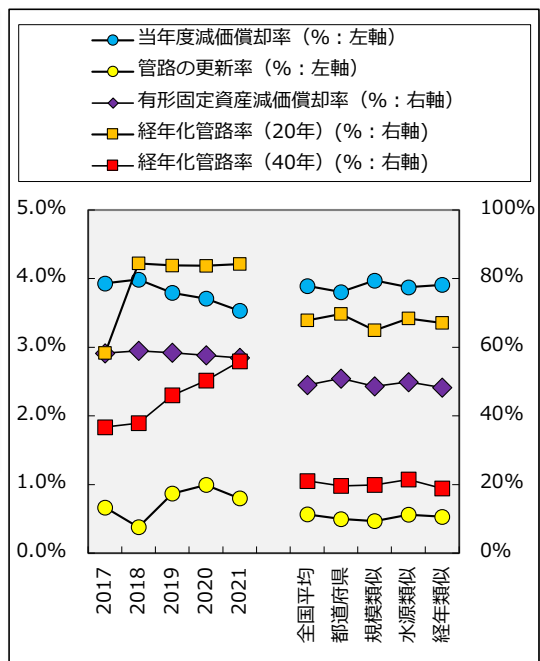 当年度減価償却率（%：左軸）
管路の更新率（%：左軸）
有形固定資産減価償却率（%：右軸）
経年化管路率（20年）(%：右軸)
経年化管路率（40年）(%：右軸)
5.0%
100%
4.0%
80%
3.0%
60%
2.0%
40%
1.0%
20%
0.0%
0%
2017
2018
2019
2020
2021
全国平均
都道府県
規模類似
水源類似
経年類似